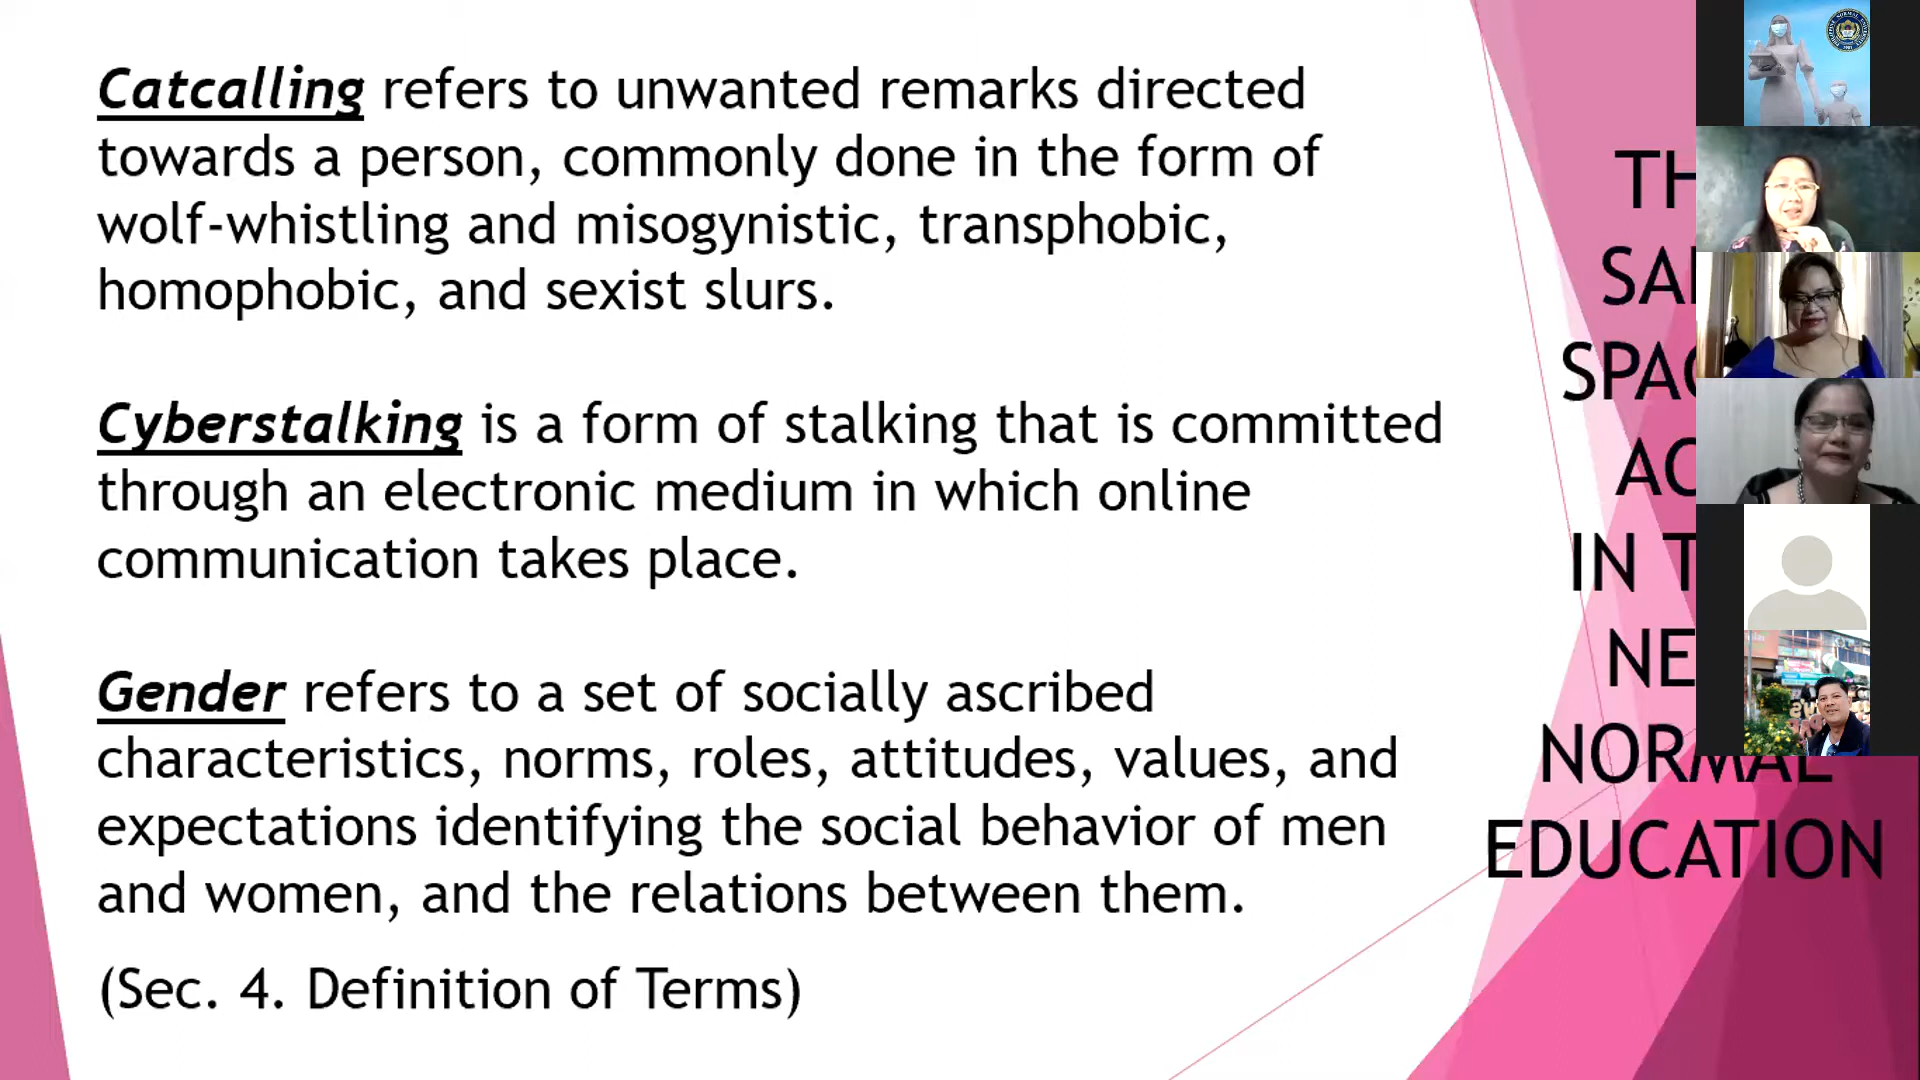 Catcalling refers to unwanted remarks directed
towards a person, commonly done in the form of
wolf-whistling and misogynistic, transphobic,
homophobic, and sexist slurs.
Cyberstalking is a form of stalking that is committed
through an electronic medium in which online
communication takes place.
Gender refers to a set of socially ascribed
characteristics, norms, roles, attitudes, values, and
expectations identifying the social behavior of men
and women, and the relations between them.
(Sec. 4. Definition of Terms)
TH
SA
SPAC
AC
IN T
NE
NORMAL
EDUCATION